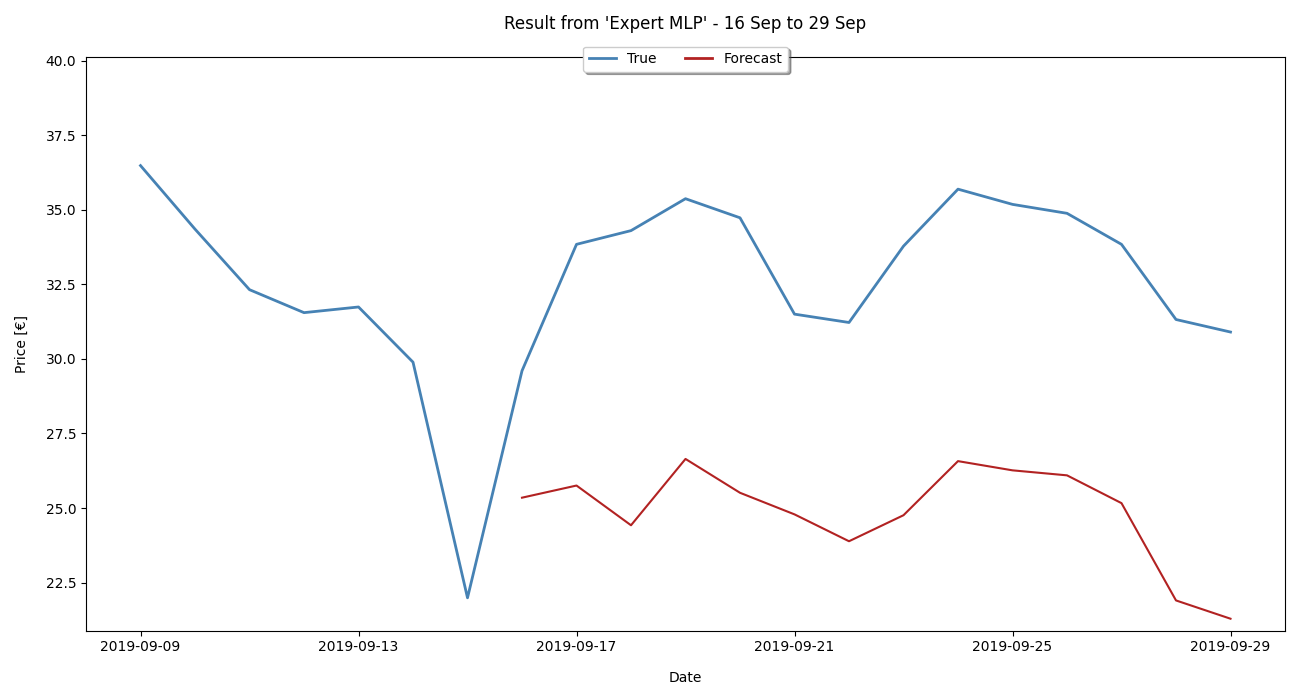 Result from 'Expert MLP' - 16 Sep to 29 Sep
True
Forecast
40.0
37.5
35.0
32.5
30.0
27.5
25.0
22.5
Price [€]
2019-09-09
2019-09-13
2019-09-17
2019-09-21
2019-09-25
2019-09-29
Date